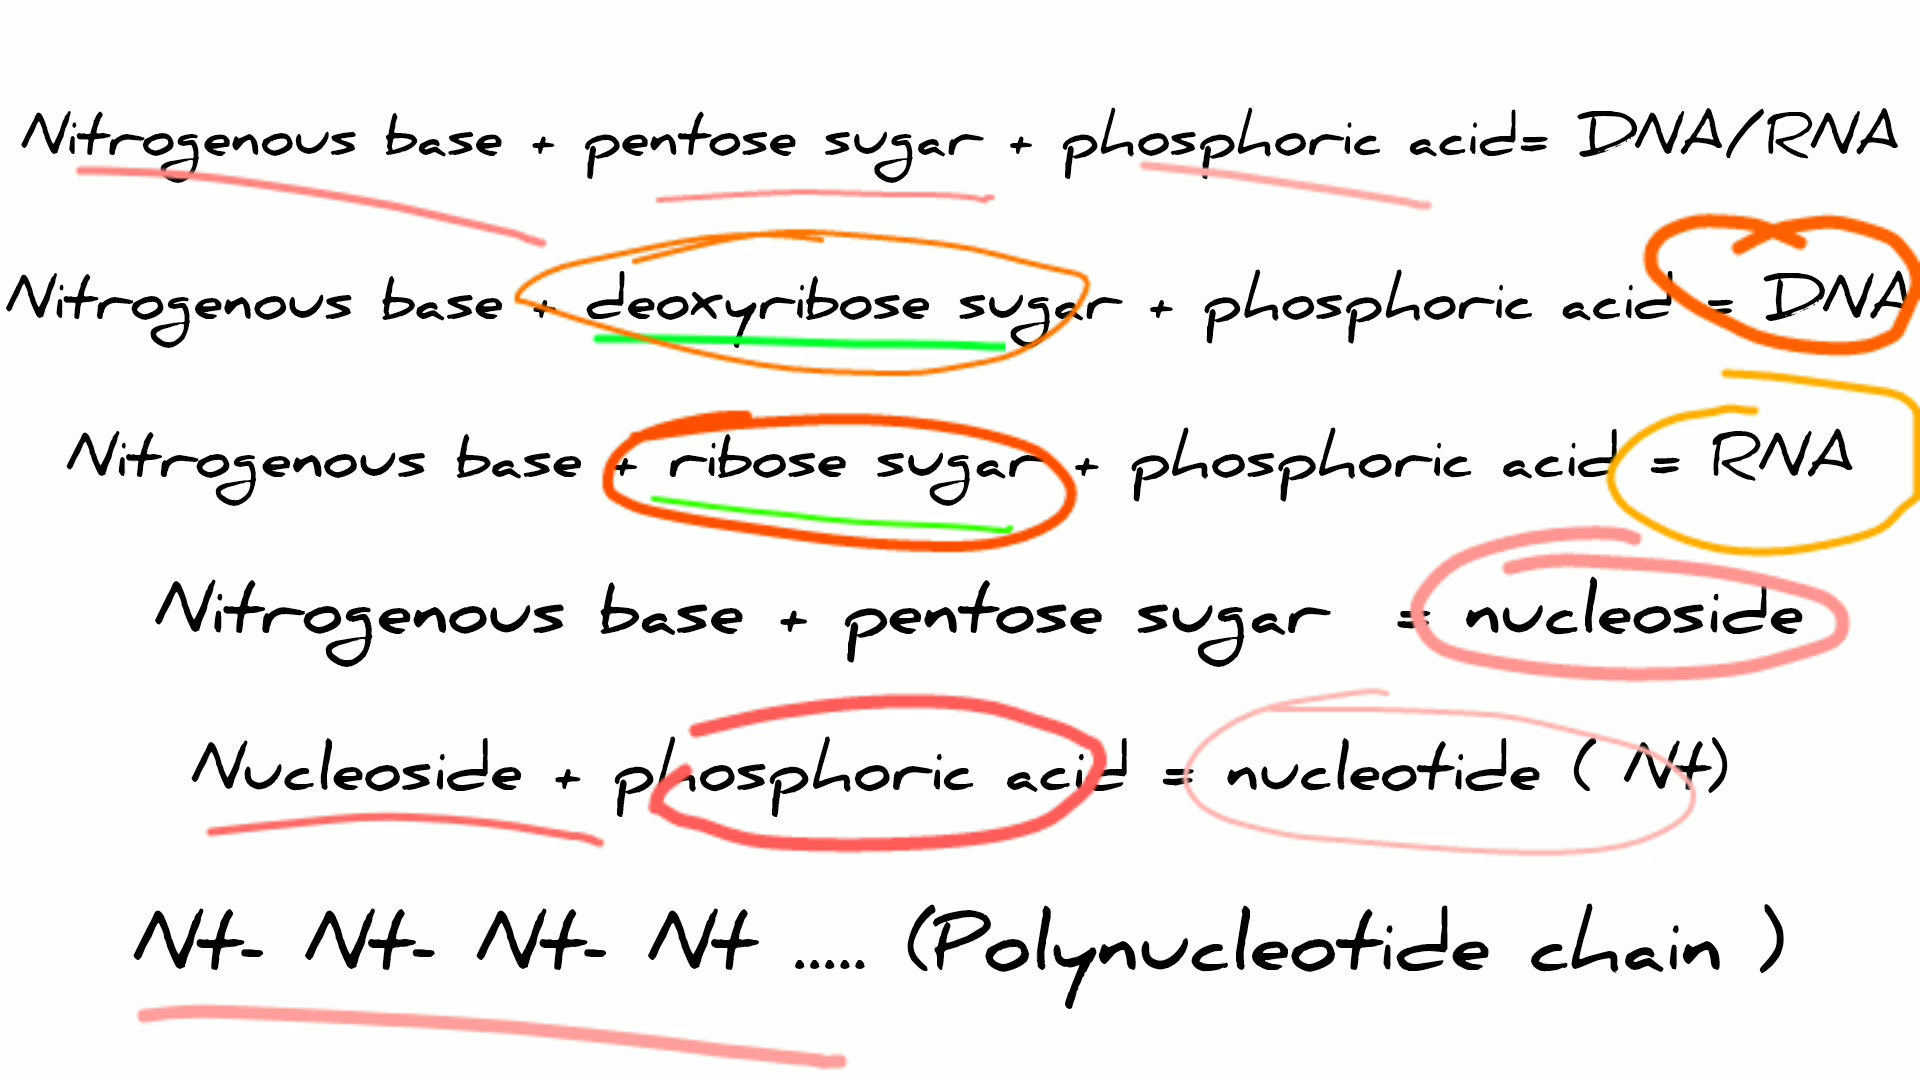 Nitrogenous base + pentose sugar + phosphoric acid= DNA/RNA
Nitrogenous base + deoxyribose sugar + phosphoric acid = DNA
Nitrogenous base + ribose sugar + phosphoric acid = RNA
Nitrogenous base + pentose sugar = nucleoside
Nucleoside + phosphoric acid = nucleotide ( Nt)
Nt- Nt- Nt- Nt ..... (Polynucleotide chain )